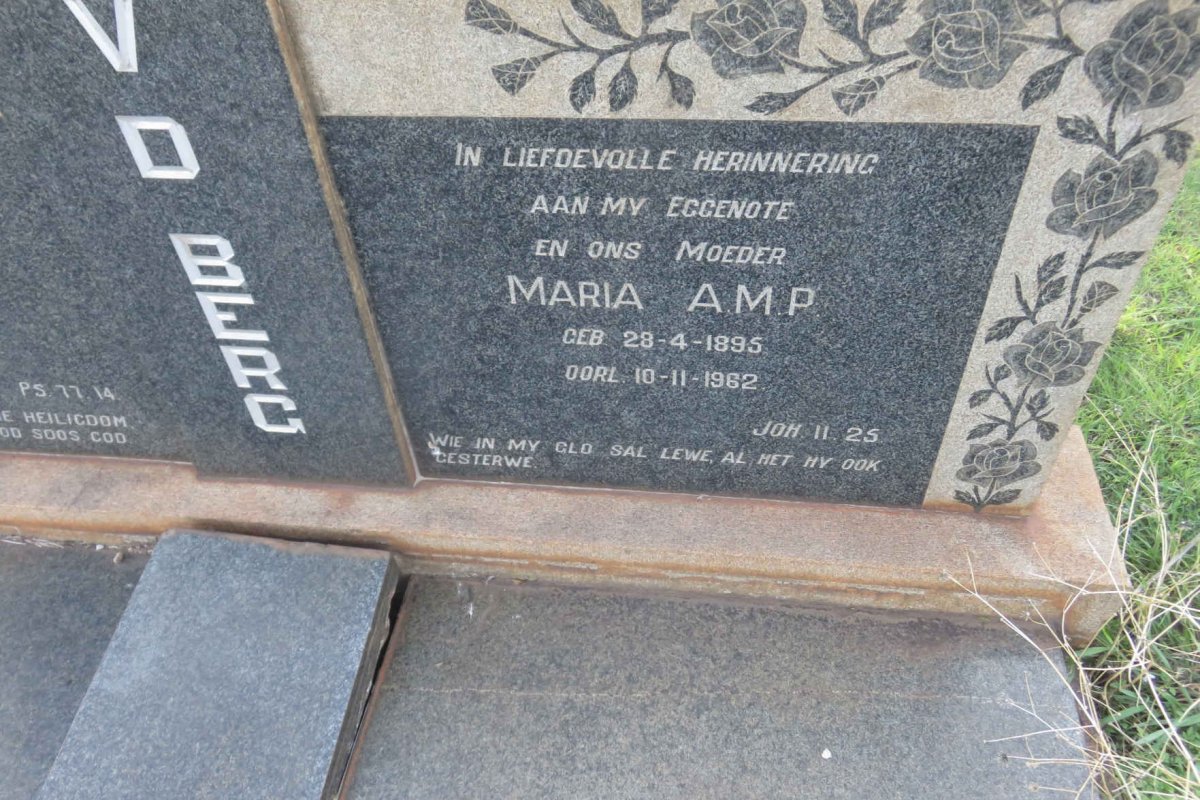 V
D
BERG
PS. 77. 14
HEILIGDOM
SOOS GOD
IN LIEFDEVOLLE HERINNERING
AAN MY EGGENOTE
EN ONS MOEDER
MARIA A.M.P.
GEB 28-4-1895
OORL. 10-11-1962
JOH. 11. 25
WIE IN MY GLO SAL LEWE, AL HET HY OOK
GESTERWE.